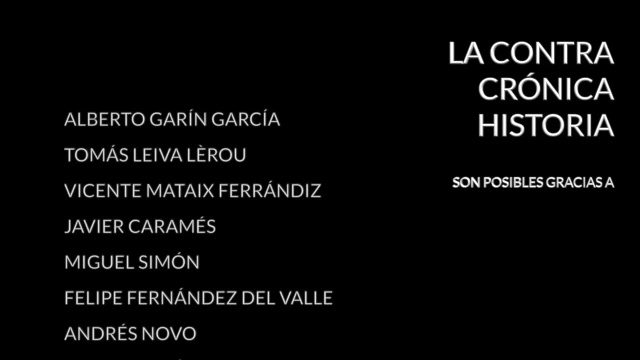 LA CONTRA
CRÓNICA
HISTORIA
SON POSIBLES GRACIAS A
ALBERTO GARÍN GARCÍA
TOMÁS LEIVA LÈROU
VICENTE MATAIX FERRÁNDIZ
JAVIER CARAMÉS
MIGUEL SIMÓN
FELIPE FERNÁNDEZ DEL VALLE
ANDRÉS NOVO